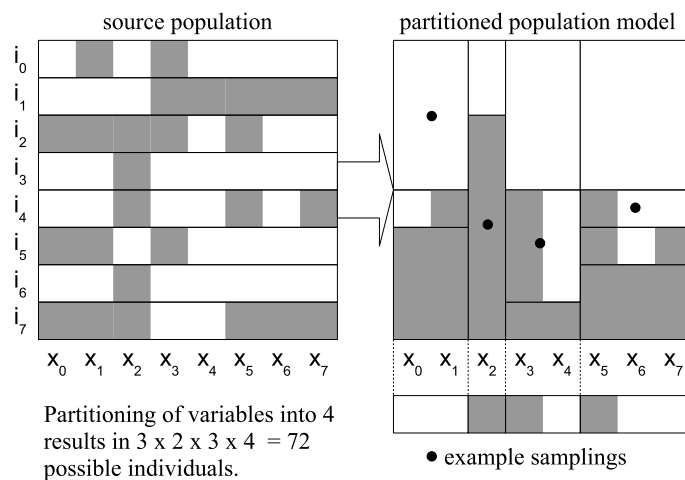 source population
partitioned population model
i0
i1
i2
i3
i4
i5
i6
i7
x0 x1 x2 x3 x4 x5 x6 x7
x0 x1 x2 x3 x4 x5 x6 x7
Partitioning of variables into 4
results in 3 x 2 x 3 x 4 = 72
possible individuals.
example samplings